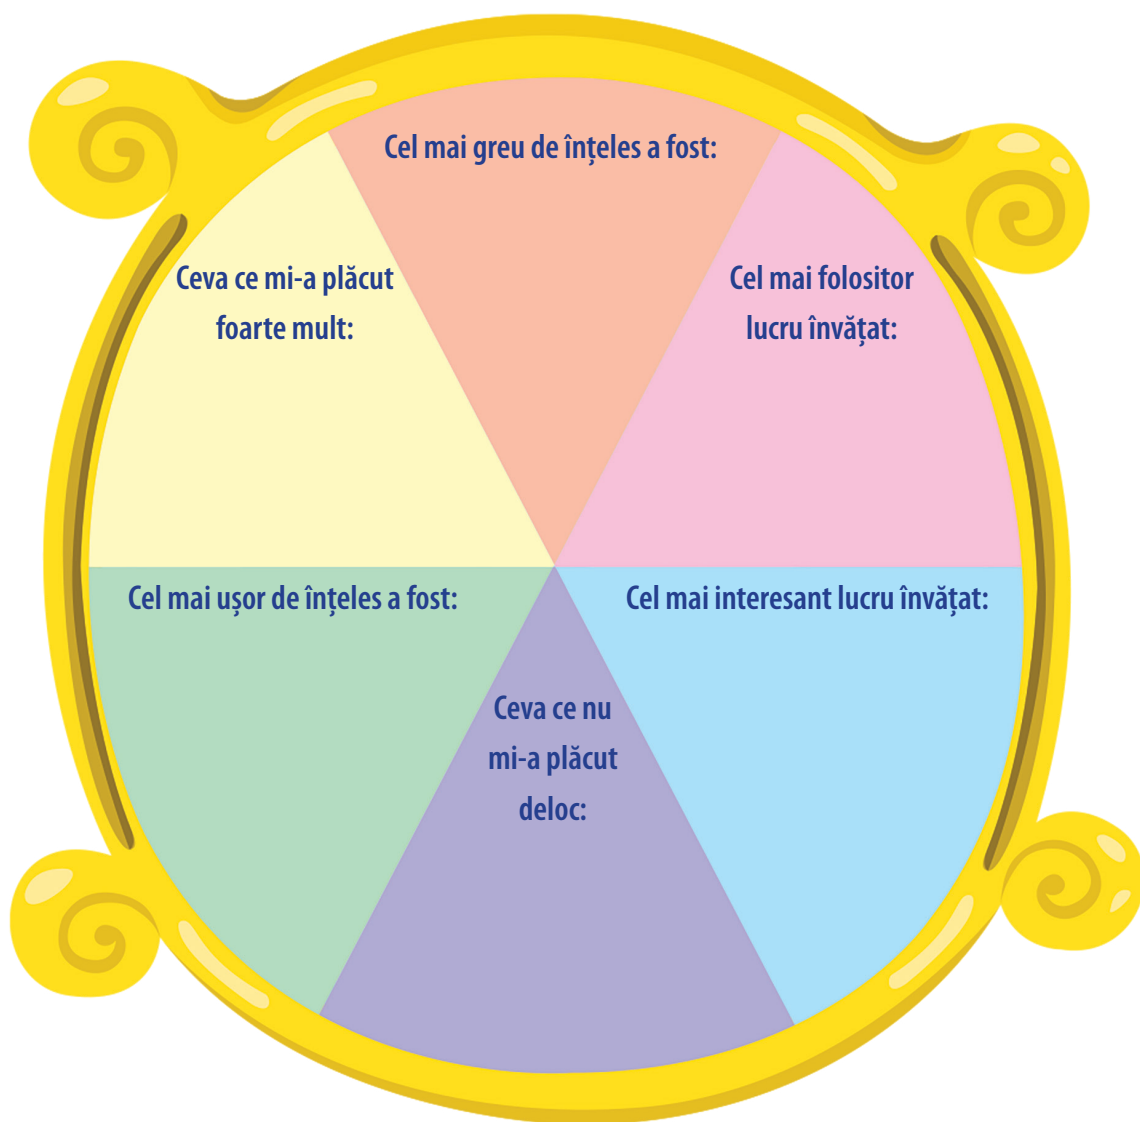 Cel mai greu de înțeles a fost:
Ceva ce mi-a plăcut
foarte mult:
Cel mai folositor
lucru învățat:
Cel mai ușor de înțeles a fost:
Cel mai interesant lucru învățat:
Ceva ce nu
mi-a plăcut
deloc: